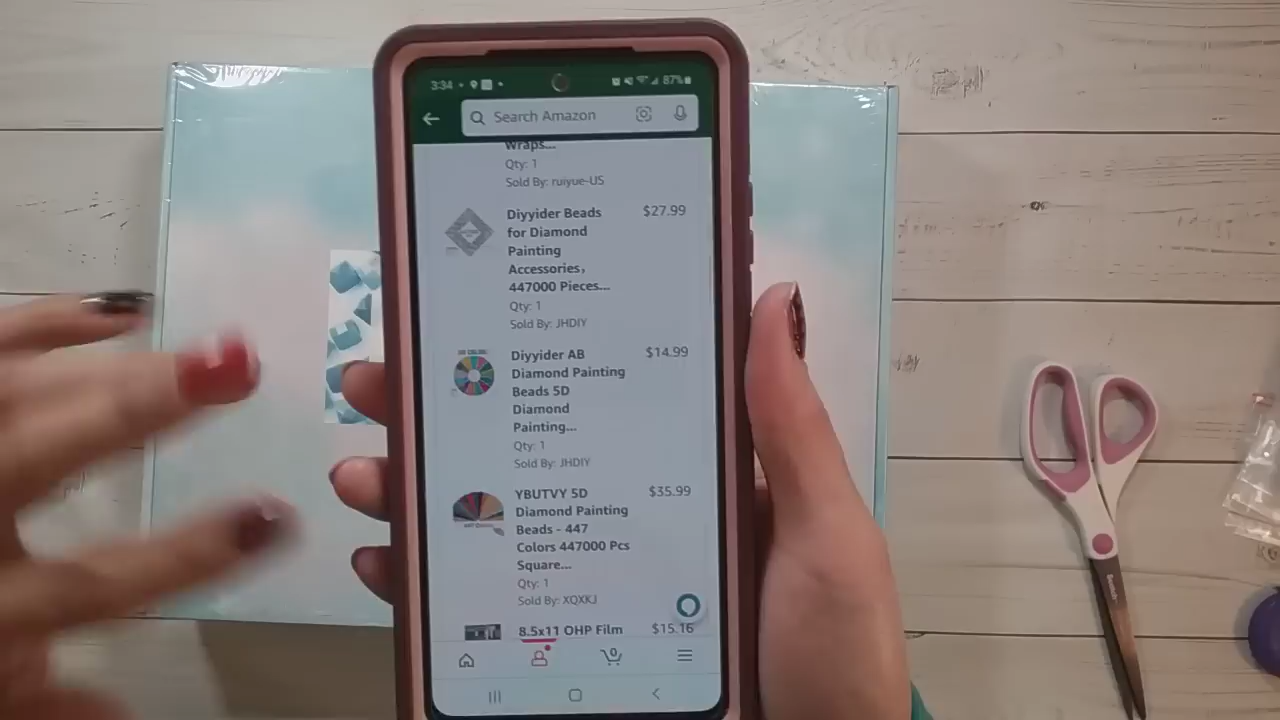 3:34
87%
Search Amazon
Wraps...
Qty: 1
Sold By: ruiyue-US
Diyyider Beads $27.99
for Diamond
Painting
Accessories,
447000 Pieces...
Qty: 1
Sold By: JHDIY
Diyyider AB $14.99
Diamond Painting
Beads 5D
Diamond
Painting...
Qty: 1
Sold By: JHDIY
YBUTVY 5D $35.99
Diamond Painting
Beads - 447
Colors 447000 Pcs
Square...
Qty: 1
Sold By: XQXKJ
8.5x11 OHP Film $15.16
0